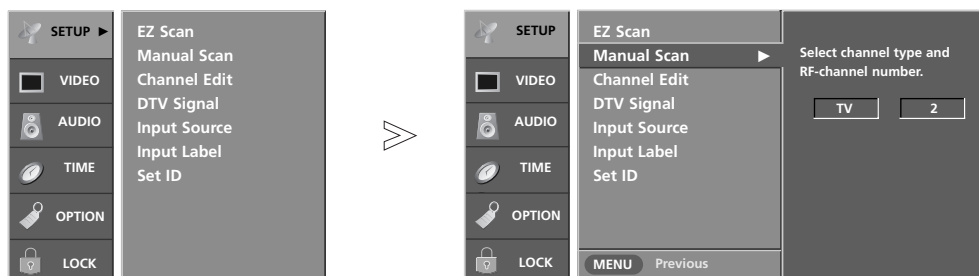 SETUP ►
VIDEO
AUDIO
TIME
OPTION
LOCK
EZ Scan
Manual Scan
Channel Edit
DTV Signal
Input Source
Input Label
Set ID
SETUP
VIDEO
AUDIO
TIME
OPTION
LOCK
EZ Scan
Manual Scan ►
Channel Edit
DTV Signal
Input Source
Input Label
Set ID
MENU Previous
Select channel type and
RF-channel number.
TV 2